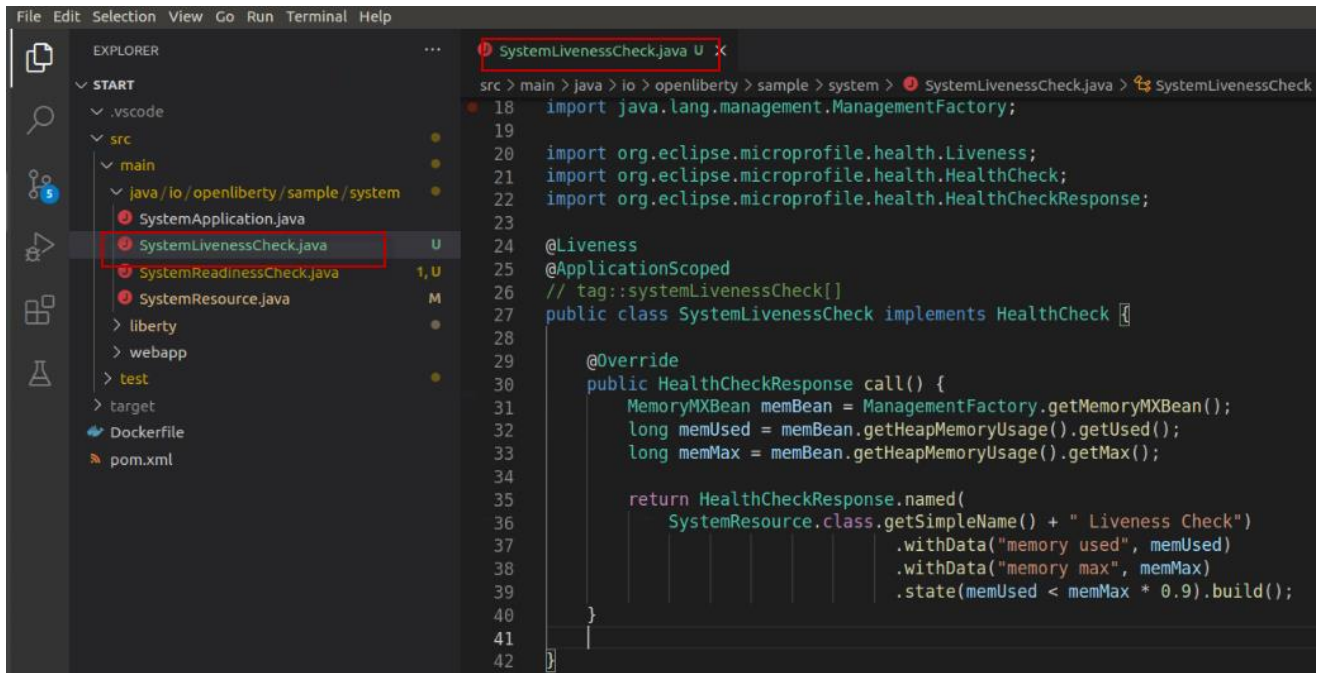 File Edit Selection View Go Run Terminal Help
EXPLORER
START
.vscode
src
main
java/io/openliberty/sample/system
SystemApplication.java
SystemLivenessCheck.java U
SystemReadinessCheck.java 1, U
SystemResource.java M
liberty
webapp
test
target
Dockerfile
pom.xml
5
SystemLivenessCheck.java U
src > main > java > io > openliberty > sample > system > SystemLivenessCheck.java > SystemLivenessCheck
18 import java.lang.management.ManagementFactory;
19
20 import org.eclipse.microprofile.health.Liveness;
21 import org.eclipse.microprofile.health.HealthCheck;
22 import org.eclipse.microprofile.health.HealthCheckResponse;
23
24 @Liveness
25 @ApplicationScoped
26 // tag::systemLivenessCheck[]
27 public class SystemLivenessCheck implements HealthCheck {
28
29 @Override
30 public HealthCheckResponse call() {
31 MemoryMXBean memBean = ManagementFactory.getMemoryMXBean();
32 long memUsed = memBean.getHeapMemoryUsage().getUsed();
33 long memMax = memBean.getHeapMemoryUsage().getMax();
34
35 return HealthCheckResponse.named(
36 SystemResource.class.getSimpleName() + " Liveness Check")
37 .withData("memory used", memUsed)
38 .withData("memory max", memMax)
39 .state(memUsed < memMax * 0.9).build();
40 }
41
42 }